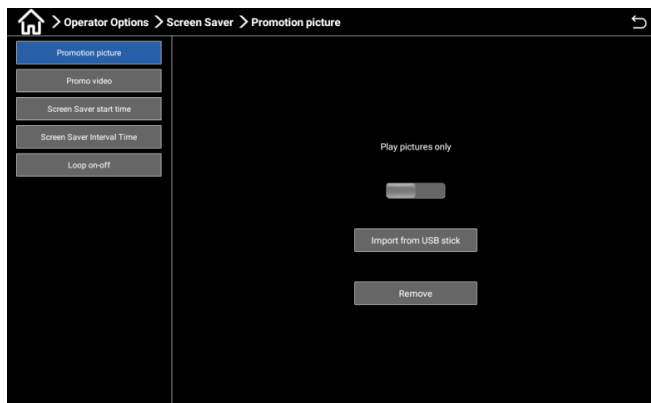 Operator Options Screen Saver Promotion picture
Promotion picture
Promo video
Screen Saver start time
Screen Saver Interval Time
Loop on-off
Play pictures only
Import from USB stick
Remove